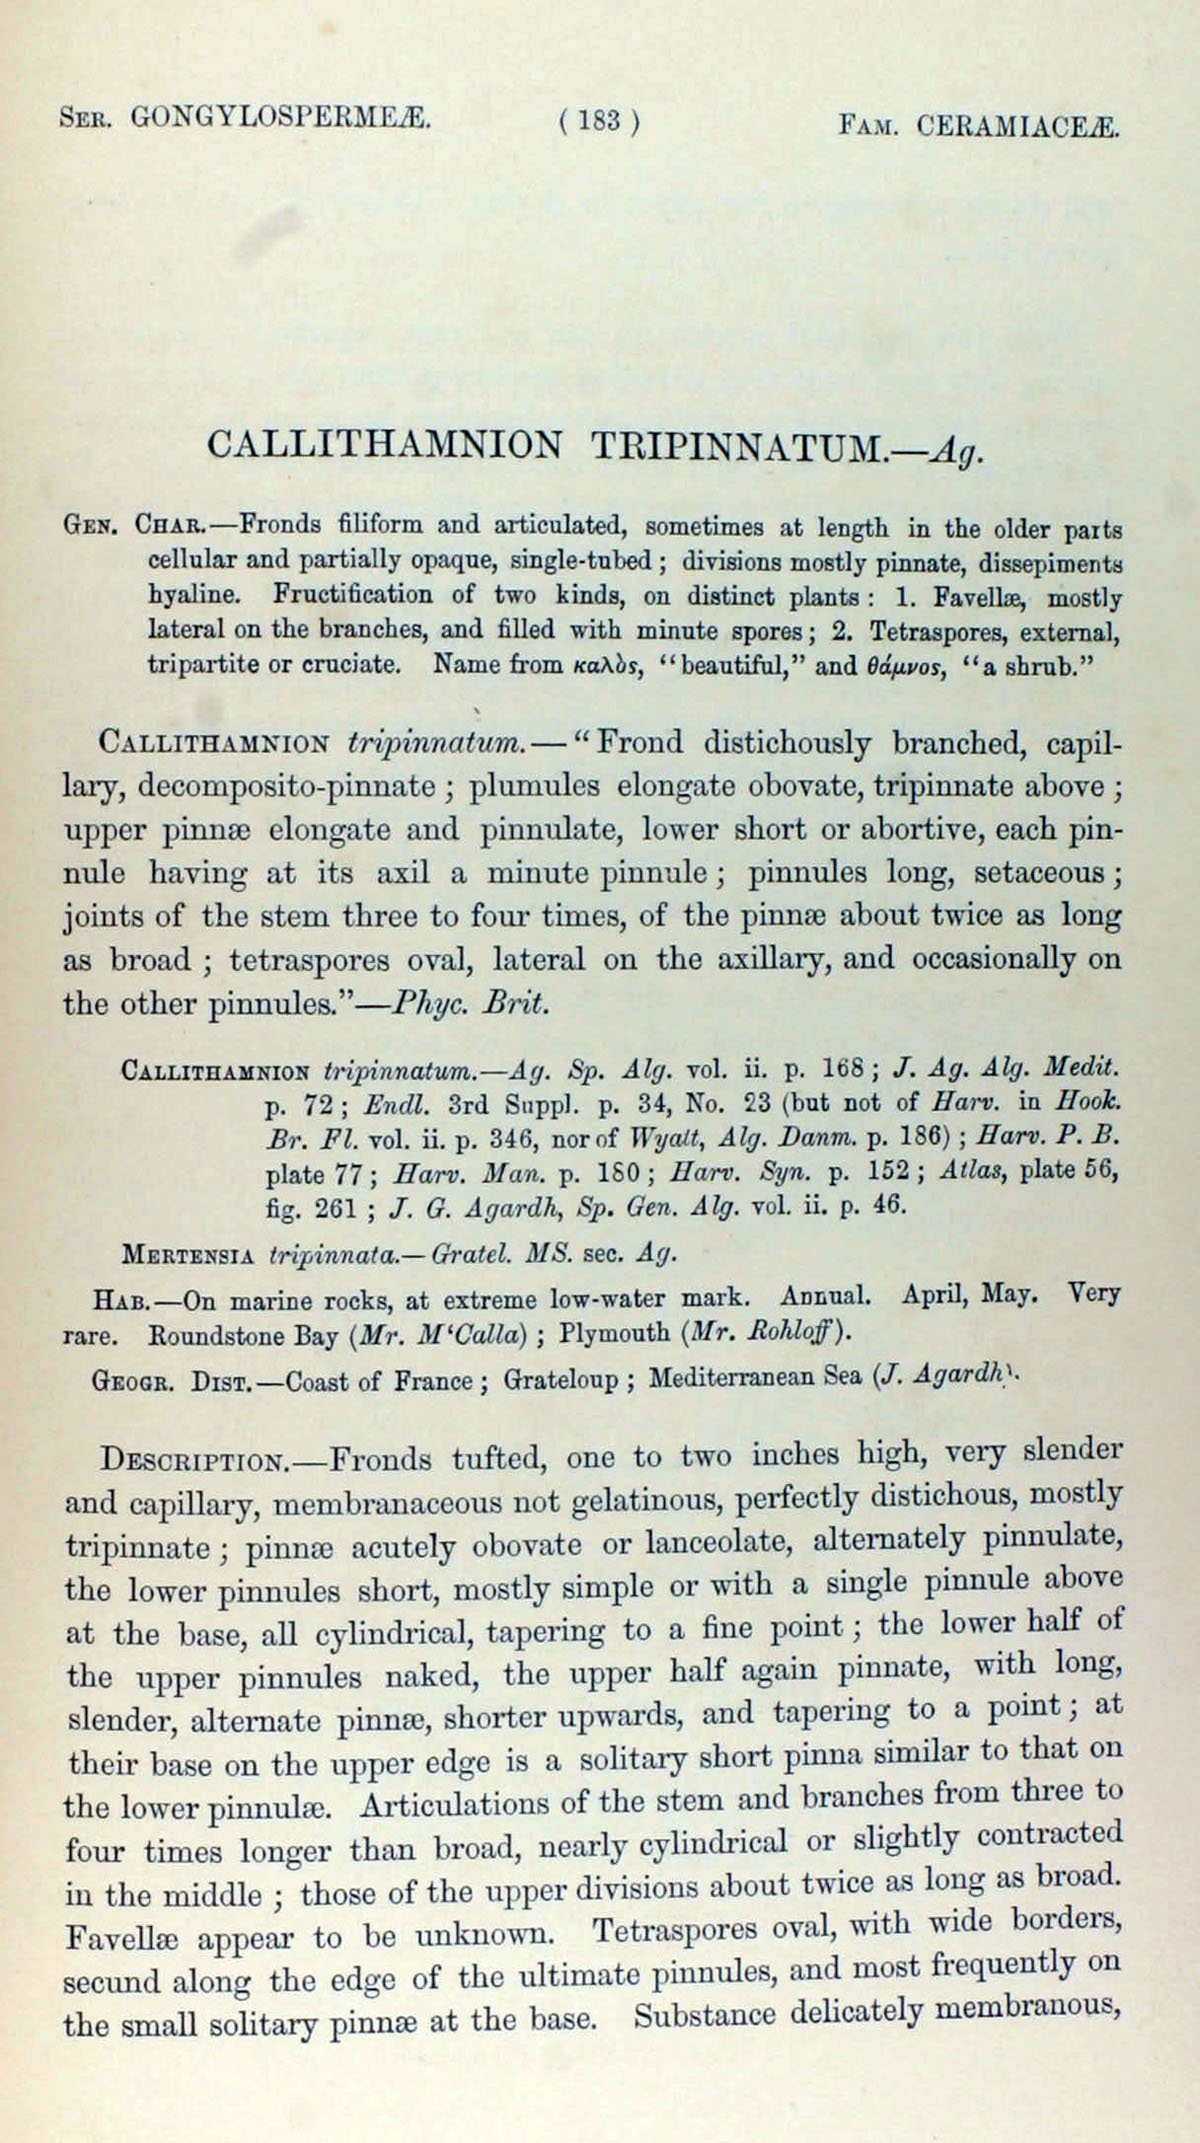 SER. GONGYLOSPERMEÆ. ( 183 ) FAM. CERAMIACEÆ.
CALLITHAMNION TRIPINNATUM.—Ag.
GEN. CHAR.—Fronds filiform and articulated, sometimes at length in the older parts
cellular and partially opaque, single-tubed ; divisions mostly pinnate, dissepiments
hyaline. Fructification of two kinds, on distinct plants : 1. Favellæ, mostly
lateral on the branches, and filled with minute spores ; 2. Tetraspores, external,
tripartite or cruciate. Name from καλὸs, “beautiful,” and θάμνοs, “a shrub.”
CALLITHAMNION tripinnatum. — “ Frond distichously branched, capil-
lary, decomposito-pinnate ; plumules elongate obovate, tripinnate above ;
upper pinnæ elongate and pinnulate, lower short or abortive, each pin-
nule having at its axil a minute pinnule ; pinnules long, setaceous ;
joints of the stem three to four times, of the pinnæ about twice as long
as broad ; tetraspores oval, lateral on the axillary, and occasionally on
the other pinnules.”—Phyc. Brit.
CALLITHAMNION tripinnatum.—Ag. Sp. Alg. vol. ii. p. 168 ; J. Ag. Alg. Medit.
p. 72 ; Endl. 3rd Suppl. p. 34, No. 23 (but not of Harv. in Hook.
Br. Fl. vol. ii. p. 346, nor of Wyatt, Alg. Danm. p. 186) ; Harv. P. B.
plate 77 ; Harv. Man. p. 180 ; Harv. Syn. p. 152 ; Atlas, plate 56,
fig. 261 ; J. G. Agardh, Sp. Gen. Alg. vol. ii. p. 46.
MERTENSIA tripinnata.—Gratel. MS. sec. Ag.
HAB.—On marine rocks, at extreme low-water mark. Annual. April, May. Very
rare. Roundstone Bay (Mr. M‘Calla) ; Plymouth (Mr. Rohloff).
GEOGR. DIST.—Coast of France ; Grateloup ; Mediterranean Sea (J. Agardh).
DESCRIPTION.—Fronds tufted, one to two inches high, very slender
and capillary, membranaceous not gelatinous, perfectly distichous, mostly
tripinnate ; pinnæ acutely obovate or lanceolate, alternately pinnulate,
the lower pinnules short, mostly simple or with a single pinnule above
at the base, all cylindrical, tapering to a fine point ; the lower half of
the upper pinnules naked, the upper half again pinnate, with long,
slender, alternate pinnæ, shorter upwards, and tapering to a point ; at
their base on the upper edge is a solitary short pinna similar to that on
the lower pinnulæ. Articulations of the stem and branches from three to
four times longer than broad, nearly cylindrical or slightly contracted
in the middle ; those of the upper divisions about twice as long as broad.
Favellæ appear to be unknown. Tetraspores oval, with wide borders,
secund along the edge of the ultimate pinnules, and most frequently on
the small solitary pinnæ at the base. Substance delicately membranous,